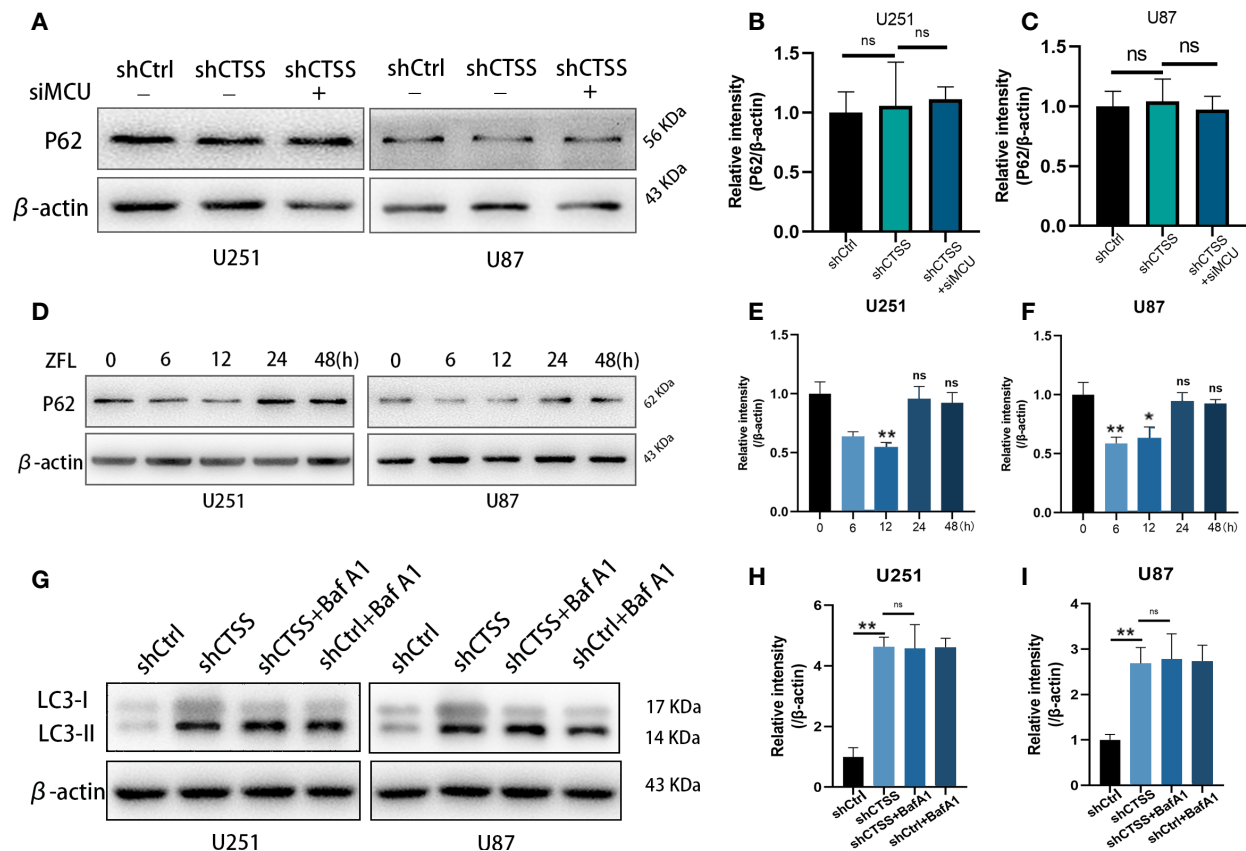 A
shCtrl shCTSS shCTSS shCtrl shCTSS shCTSS
siMCU – – + – – +
P62
56 KDa
β-actin
43 KDa
U251 U87
B
U251
Relative intensity
(P62/β-actin)
1.5
1.0
0.5
0.0
ns ns
shCtrl
shCTSS
shCTSS
+siMCU
C
U87
Relative intensity
(P62/β-actin)
1.5
1.0
0.5
0.0
ns ns
shCtrl
shCTSS
shCTSS
+siMCU
D
ZFL 0 6 12 24 48(h) 0 6 12 24 48(h)
P62
62 KDa
β-actin
43 KDa
U251 U87
E
U251
Relative intensity
(/β-actin)
1.5
1.0
0.5
0.0
** ns ns
0 6 12 24 48(h)
F
U87
Relative intensity
(/β-actin)
1.5
1.0
0.5
0.0
** * ns ns
0 6 12 24 48(h)
G
shCtrl shCTSS shCTSS+Baf A1 shCtrl+Baf A1 shCtrl shCTSS shCTSS+Baf A1 shCtrl+Baf A1
LC3-I
17 KDa
LC3-II
14 KDa
β-actin
43 KDa
U251 U87
H
U251
Relative intensity
(/β-actin)
6
4
2
0
** ns
shCtrl
shCTSS
shCTSS+BafA1
shCtrl+BafA1
I
U87
Relative intensity
(/β-actin)
4
3
2
1
0
** ns
shCtrl
shCTSS
shCTSS+BafA1
shCtrl+BafA1